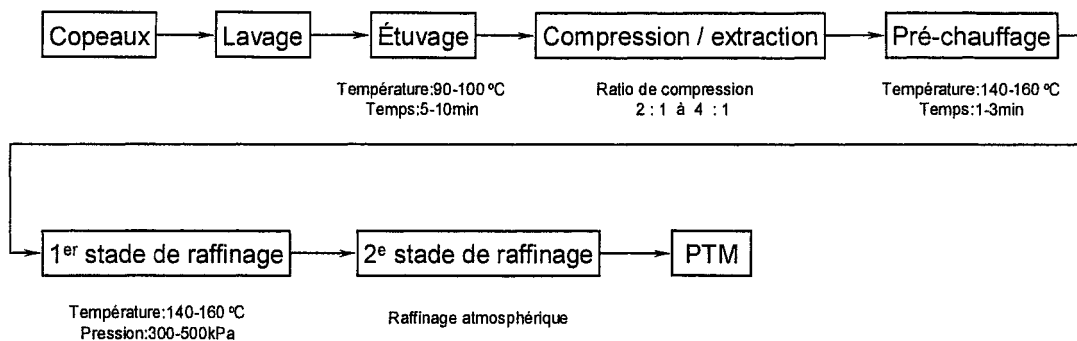 Copeaux
Lavage
Étuvage
Compression / extraction
Pré-chauffage
Température:90-100 ºC
Temps:5-10min
Ratio de compression
2 : 1 à 4 : 1
Température:140-160 ºC
Temps:1-3min
1er stade de raffinage
2e stade de raffinage
PTM
Température:140-160 ºC
Pression:300-500kPa
Raffinage atmosphérique